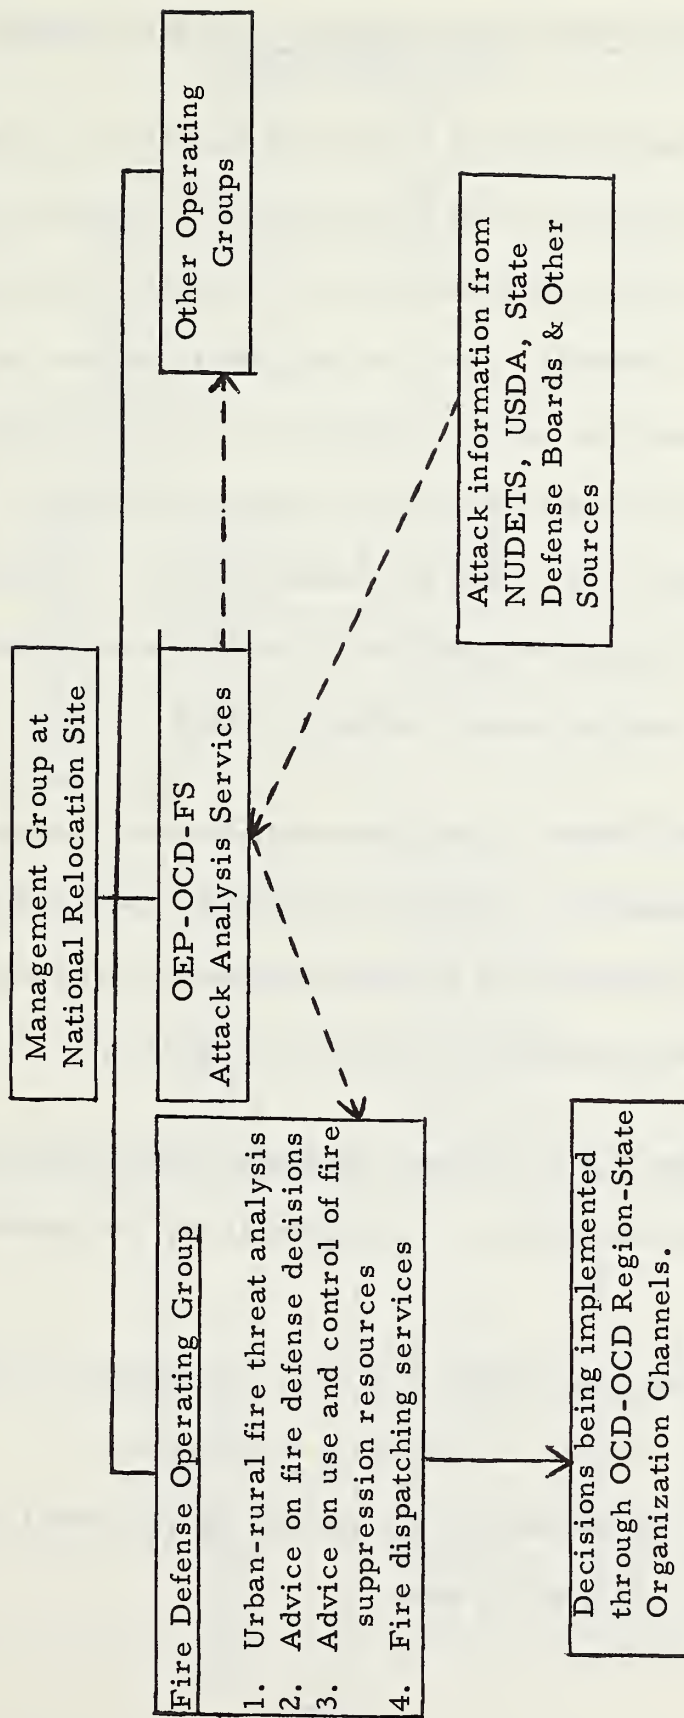 Management Group at
National Relocation Site
Fire Defense Operating Group
1. Urban-rural fire threat analysis
2. Advice on fire defense decisions
3. Advice on use and control of fire
suppression resources
4. Fire dispatching services
OEP-OCD-FS
Attack Analysis Services
Other Operating
Groups
Decisions being implemented
through OCD-OCD Region-State
Organization Channels.
Attack information from
NUDETS, USDA, State
Defense Boards & Other
Sources